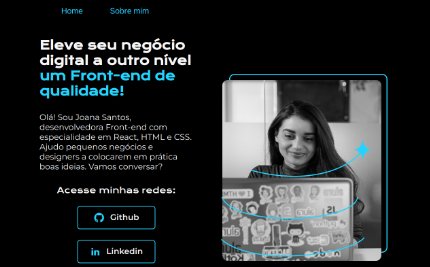 Home Sobre mim
Eleve seu negócio
digital a outro nível
um Front-end de
qualidade!
Olá! Sou Joana Santos,
desenvolvedora Front-end com
especialidade em React, HTML e CSS.
Ajudo pequenos negócios e
designers a colocarem em prática
boas ideias. Vamos conversar?
Acesse minhas redes:
Github
Linkedin